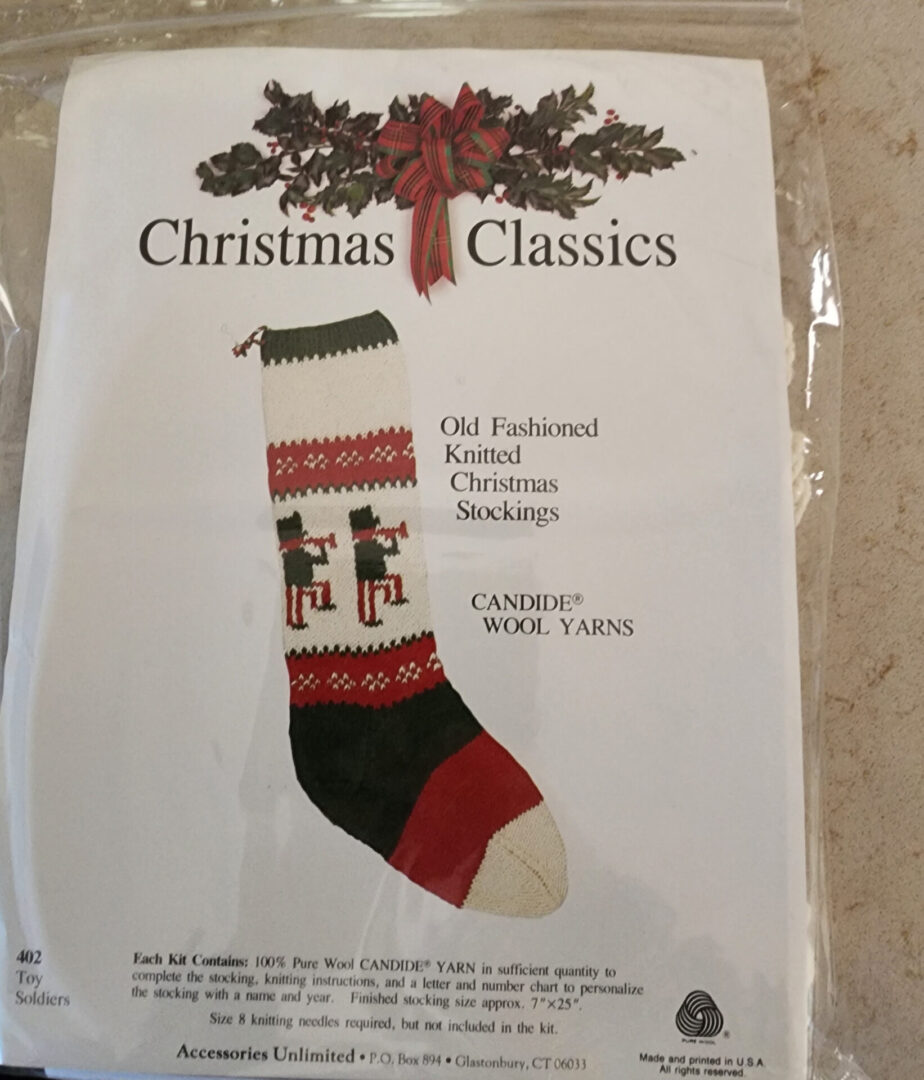 Christmas Classics
Old Fashioned
Knitted
Christmas
Stockings
CANDIDE®
WOOL YARNS
402
Toy
Soldiers
Each Kit Contains: 100% Pure Wool CANDIDE® YARN in sufficient quantity to
complete the stocking, knitting instructions, and a letter and number chart to personalize
the stocking with a name and year. Finished stocking size approx. 7"×25".
Size 8 knitting needles required, but not included in the kit.
Accessories Unlimited • P.O. Box 894 • Glastonbury, CT 06033
®
PURE WOOL
Made and printed in U.S.A.
All rights reserved.